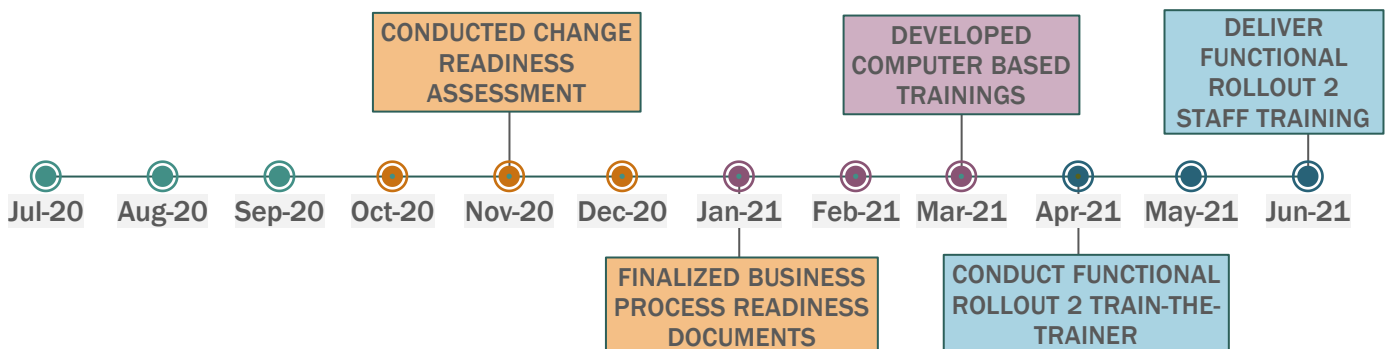 CONDUCTED CHANGE
READINESS
ASSESSMENT
DEVELOPED
COMPUTER BASED
TRAININGS
DELIVER
FUNCTIONAL
ROLLOUT 2
STAFF TRAINING
Jul-20 Aug-20 Sep-20 Oct-20 Nov-20 Dec-20 Jan-21 Feb-21 Mar-21 Apr-21 May-21 Jun-21
FINALIZED BUSINESS
PROCESS READINESS
DOCUMENTS
CONDUCT FUNCTIONAL
ROLLOUT 2 TRAIN-THE-
TRAINER